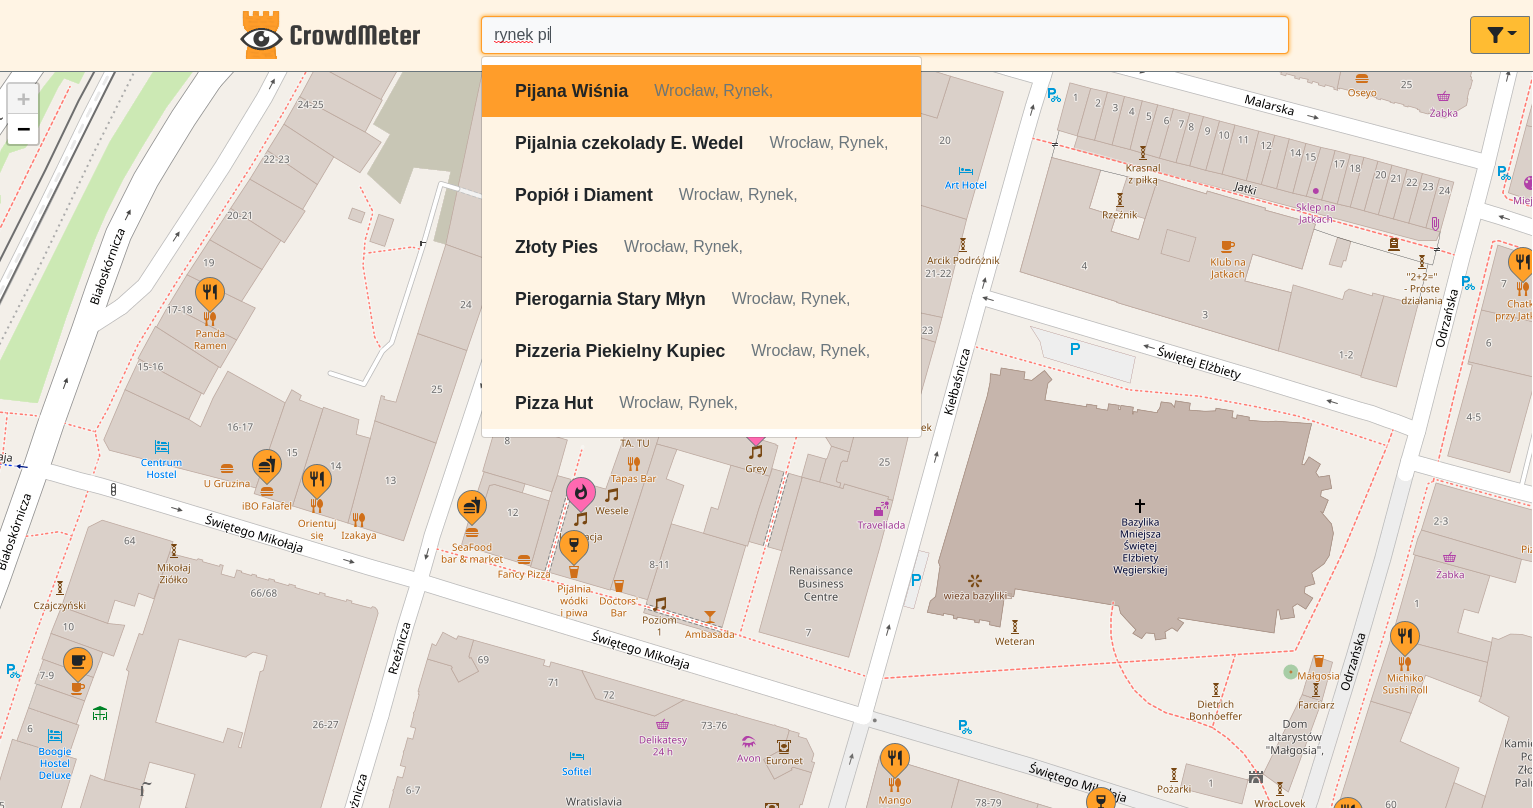 CrowdMeter
rynek pi
Pijana Wiśnia Wrocław, Rynek,
Pijalnia czekolady E. Wedel Wrocław, Rynek,
Popiół i Diament Wrocław, Rynek,
Złoty Pies Wrocław, Rynek,
Pierogarnia Stary Młyn Wrocław, Rynek,
Pizzeria Piekielny Kupiec Wrocław, Rynek,
Pizza Hut Wrocław, Rynek,
+
−
24-25
22-23
20-21
19
17-18
Panda
Ramen
15-16
16-17
15
14
13
24
25
Białoskórnicza
Białoskórnicza
Centrum
Hostel
U Gruzina
iBO Falafel
Orientuj
się
Izakaya
Świętego Mikołaja
64
Mikołaj
Ziółko
Czajczyński
10
7-9
6
66/68
26-27
Boogie
Hostel
Deluxe
Rzeźnicza
8
TA. TU
Tapas Bar
Wesele
Grey
12
SeaFood
bar & market
Fancy Pizza
Pijalnia
wódki
i piwa
Doctors
Bar
8-11
Poziom
1
Ambasada
Świętego Mikołaja
69
71
72
73-76
Delikatesy
24 h
Avon
Euronet
Sofitel
Wratislavia
6-7
25
Traveliada
Renaissance
Business
Centre
7
20
Art Hotel
Arcik Podróżnik
21-22
23
Kiełbaśnicza
P
P
Oseyo
Żabka
Malarska
1
2
3
4
5
6
7
8
9
10
11
12
14
15
16
17
18
20
21
22
23
24
Krasnal
z piłką
Rzeźnik
Jatki
Sklep na
Jatkach
Klub na
Jatkach
4
3
1-2
"2+2="
- Proste
działania
Świętej Elżbiety
Odrzańska
7
Chatk
przy Jatk
6
4-5
2-3
Żabka
1
Bazylika
Mniejsza
Świętej
Elżbiety
Węgierskiej
wieża bazyliki...
Weteran
Dietrich
Bonhoeffer
Małgosia
Farciarz
Dom
altarystów
"Małgosia",
Odrzańska
Michiko
Sushi Roll
Świętego Mikołaja
Mango
78-79
Pożarki
1
WrocLovek
60